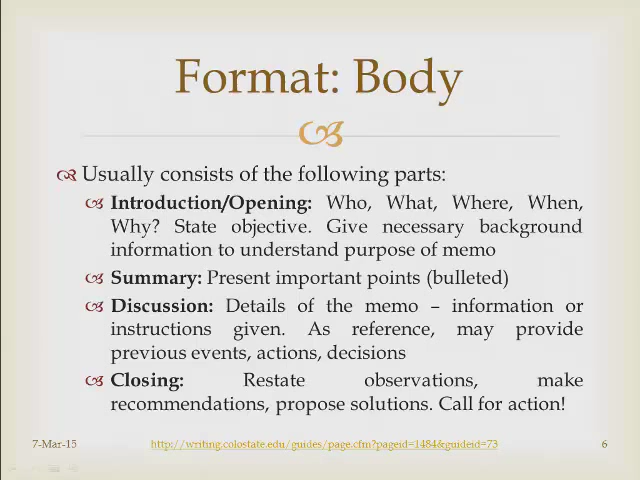 Format: Body
Usually consists of the following parts:
Introduction/Opening: Who, What, Where, When,
Why? State objective. Give necessary background
information to understand purpose of memo
Summary: Present important points (bulleted)
Discussion: Details of the memo – information or
instructions given. As reference, may provide
previous events, actions, decisions
Closing: Restate observations, make
recommendations, propose solutions. Call for action!
7-Mar-15 http://writing.colostate.edu/guides/page.cfm?pageid=1484&guideid=73 6